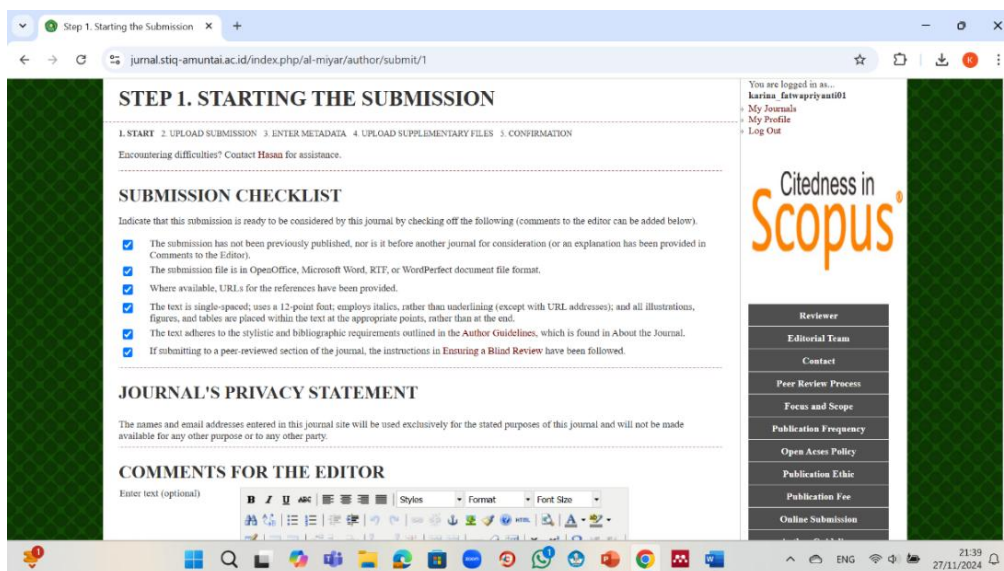 Step 1. Starting the Submission
jurnal.stiq-amuntai.ac.id/index.php/al-miyar/author/submit/1
K
STEP 1. STARTING THE SUBMISSION
1. START 2. UPLOAD SUBMISSION 3. ENTER METADATA 4. UPLOAD SUPPLEMENTARY FILES 5. CONFIRMATION
Encountering difficulties? Contact Hasan for assistance.
SUBMISSION CHECKLIST
Indicate that this submission is ready to be considered by this journal by checking off the following (comments to the editor can be added below).
The submission has not been previously published, nor is it before another journal for consideration (or an explanation has been provided in
Comments to the Editor).
The submission file is in OpenOffice, Microsoft Word, RTF, or WordPerfect document file format.
Where available, URLs for the references have been provided.
The text is single-spaced; uses a 12-point font; employs italics, rather than underlining (except with URL addresses); and all illustrations,
figures, and tables are placed within the text at the appropriate points, rather than at the end.
The text adheres to the stylistic and bibliographic requirements outlined in the Author Guidelines, which is found in About the Journal.
If submitting to a peer-reviewed section of the journal, the instructions in Ensuring a Blind Review have been followed.
JOURNAL'S PRIVACY STATEMENT
The names and email addresses entered in this journal site will be used exclusively for the stated purposes of this journal and will not be made
available for any other purpose or to any other party.
COMMENTS FOR THE EDITOR
Enter text (optional)
B I U ABC Styles Format Font Size
HTML A
You are logged in as...
karina_fatwapriyanti01
My Journals
My Profile
Log Out
Citedness in
Scopus®
Reviewer
Editorial Team
Contact
Peer Review Process
Focus and Scope
Publication Frequency
Open Acses Policy
Publication Ethic
Publication Fee
Online Submission
ENG
21:39
27/11/2024